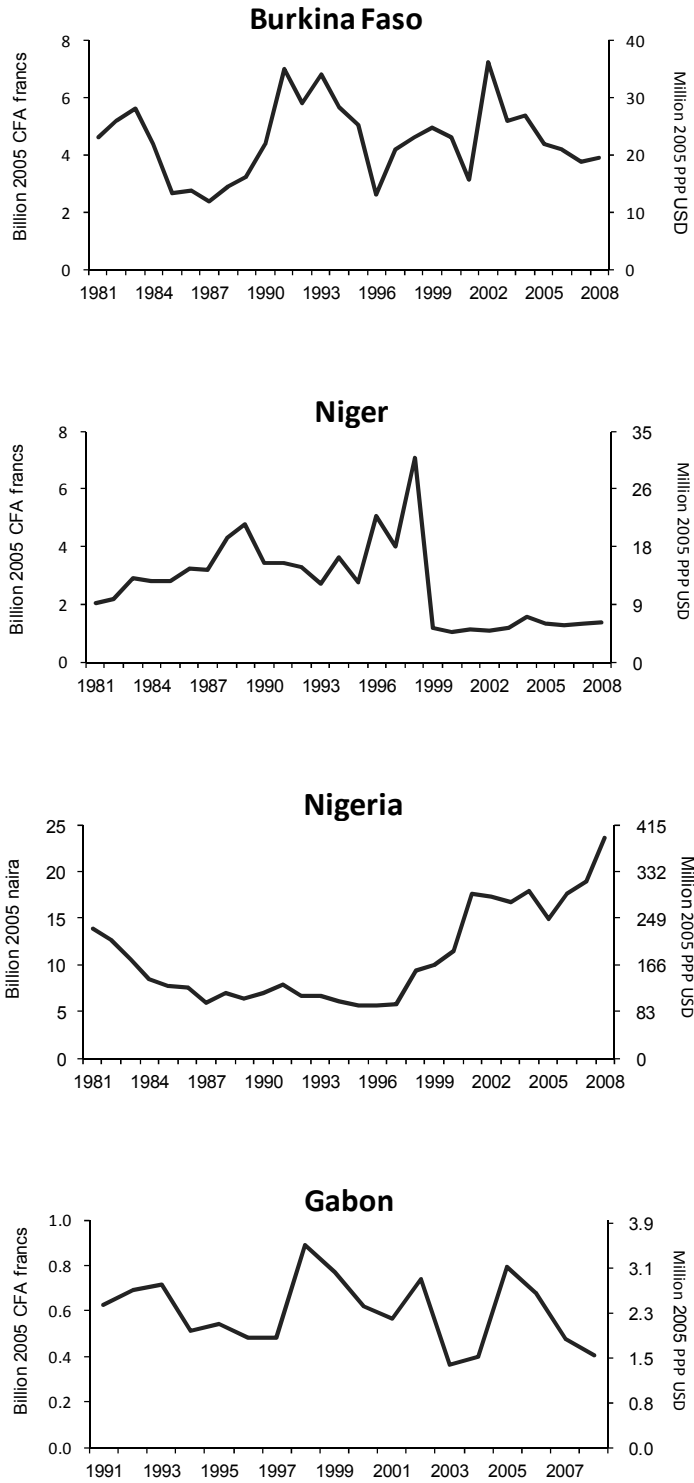 Burkina Faso
8
6
4
2
0
Billion 2005 CFA francs
40
30
20
10
0
Million 2005 PPP USD
1981 1984 1987 1990 1993 1996 1999 2002 2005 2008
Niger
8
6
4
2
0
Billion 2005 CFA francs
35
26
18
9
0
Million 2005 PPP USD
1981 1984 1987 1990 1993 1996 1999 2002 2005 2008
Nigeria
25
20
15
10
5
0
Billion 2005 naira
415
332
249
166
83
0
Million 2005 PPP USD
1981 1984 1987 1990 1993 1996 1999 2002 2005 2008
Gabon
1.0
0.8
0.6
0.4
0.2
0.0
Billion 2005 CFA francs
3.9
3.1
2.3
1.5
0.8
0.0
Million 2005 PPP USD
1991 1993 1995 1997 1999 2001 2003 2005 2007